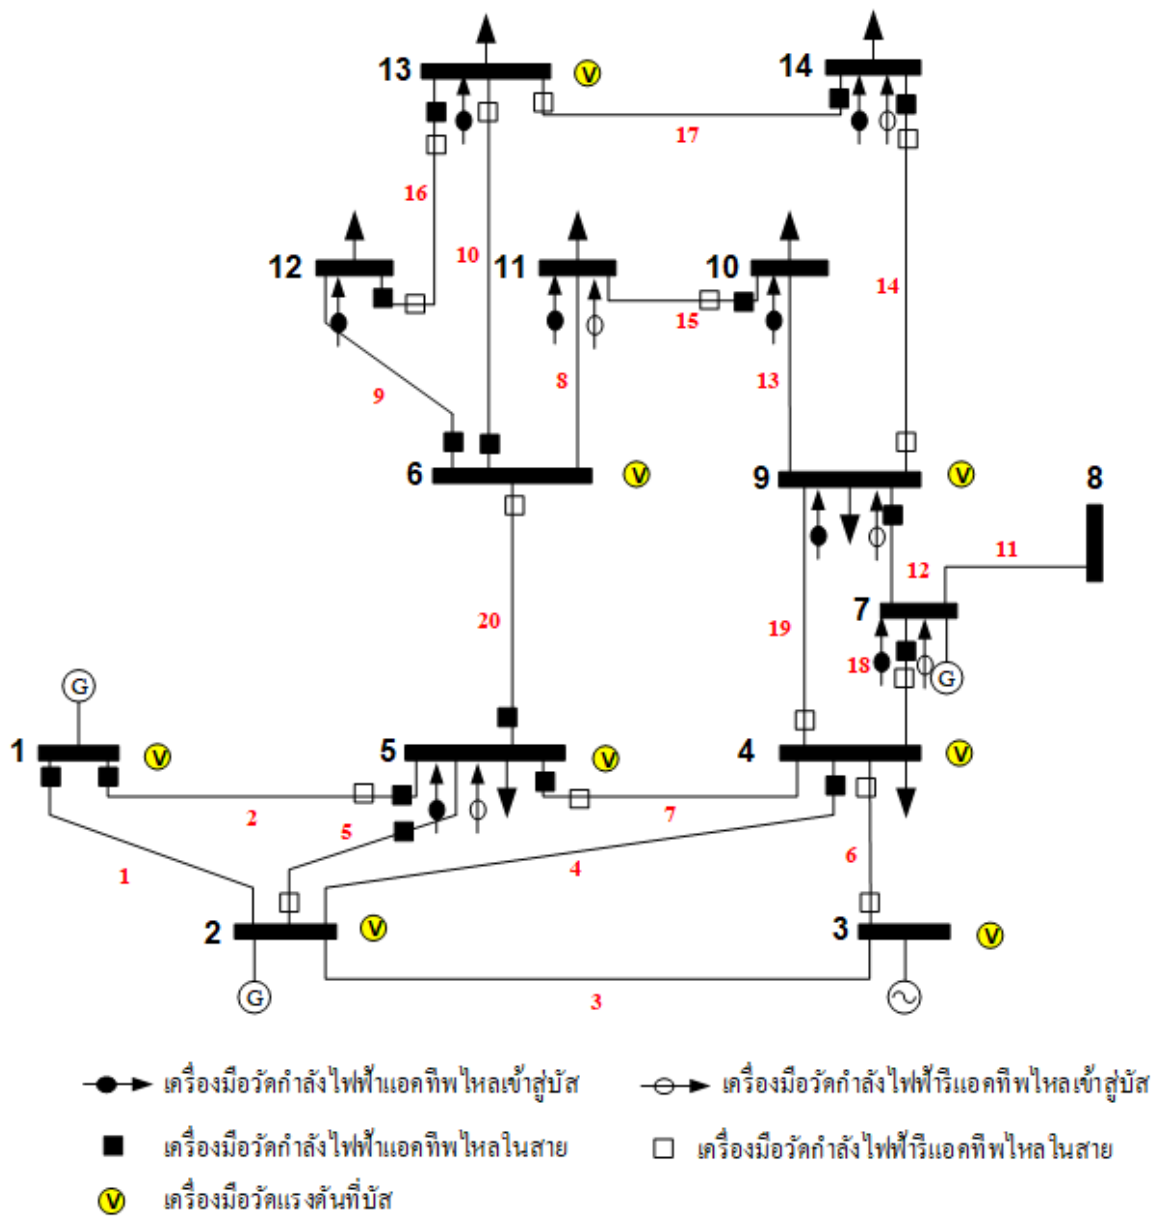 13 V 14
17
16
12 10 11 10 14
15
9 8 13
6 V 9 V 8
11
12
7
20 19
18
G G
1 V 5 V 4 V
2 5 7
6
1 4
2 V 3 V
G
3
เครื่องมือวัดกำลังไฟฟ้าแอคทีพไหลเข้าสู่บัส เครื่องมือวัดกำลังไฟฟ้ารีแอคทีพไหลเข้าสู่บัส
เครื่องมือวัดกำลังไฟฟ้าแอคทีพไหลในสาย เครื่องมือวัดกำลังไฟฟ้ารีแอคทีพไหลในสาย
V เครื่องมือวัดแรงดันที่บัส